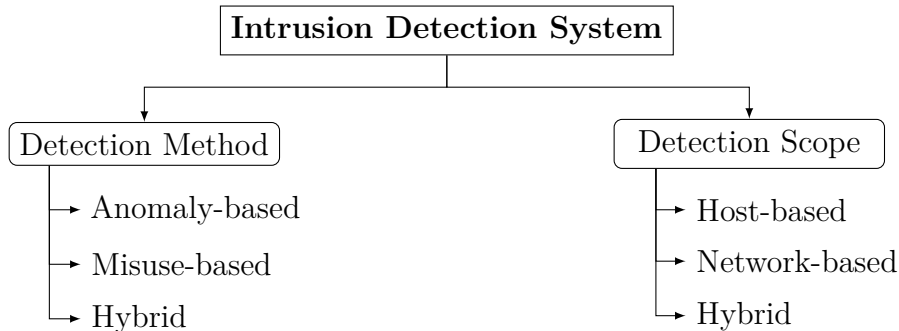 Intrusion Detection System
Detection Method
Anomaly-based
Misuse-based
Hybrid
Detection Scope
Host-based
Network-based
Hybrid